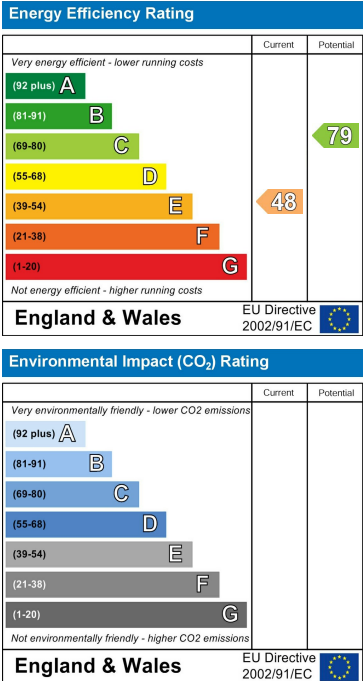 Energy Efficiency Rating
Current Potential
Very energy efficient - lower running costs
(92 plus) A
(81-91) B
(69-80) C
79
(55-68) D
(39-54) E
48
(21-38) F
(1-20) G
Not energy efficient - higher running costs
England & Wales
EU Directive
2002/91/EC
Environmental Impact (CO₂) Rating
Current Potential
Very environmentally friendly - lower CO2 emissions
(92 plus) A
(81-91) B
(69-80) C
(55-68) D
(39-54) E
(21-38) F
(1-20) G
Not environmentally friendly - higher CO2 emissions
England & Wales
EU Directive
2002/91/EC